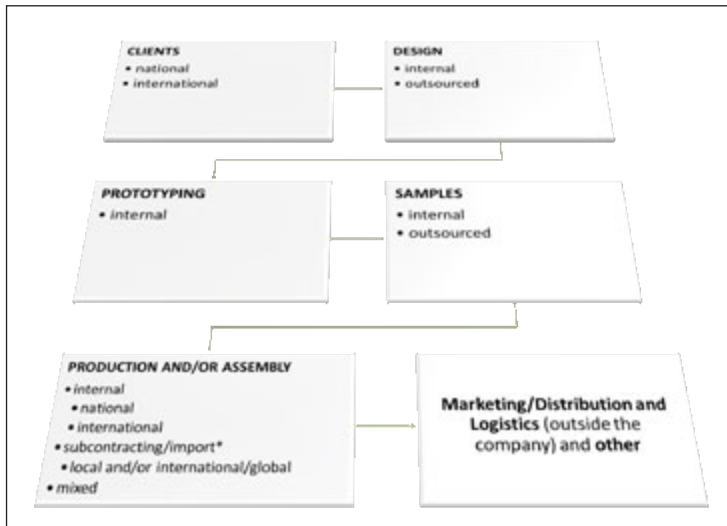 CLIENTS
• national
• international
DESIGN
• internal
• outsourced
PROTOTYPING
• internal
SAMPLES
• internal
• outsourced
PRODUCTION AND/OR ASSEMBLY
• internal
• national
• international
• subcontracting/import*
• local and/or international/global
• mixed
Marketing/Distribution and
Logistics (outside the
company) and other